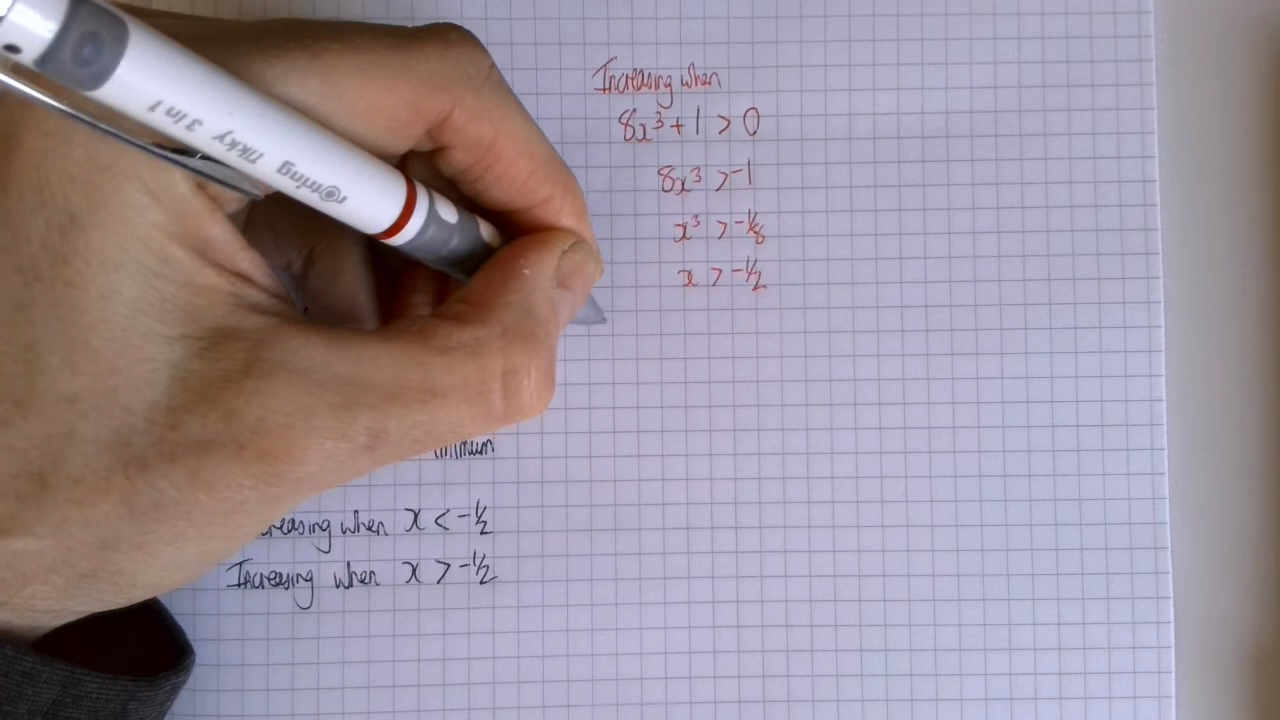 rotring Tikky 3 in 1
Increasing when
8x³ + 1 > 0
8x³ > -1
x³ > -1/8
x > -1/2
when x < -1/2
Increasing when x > -1/2